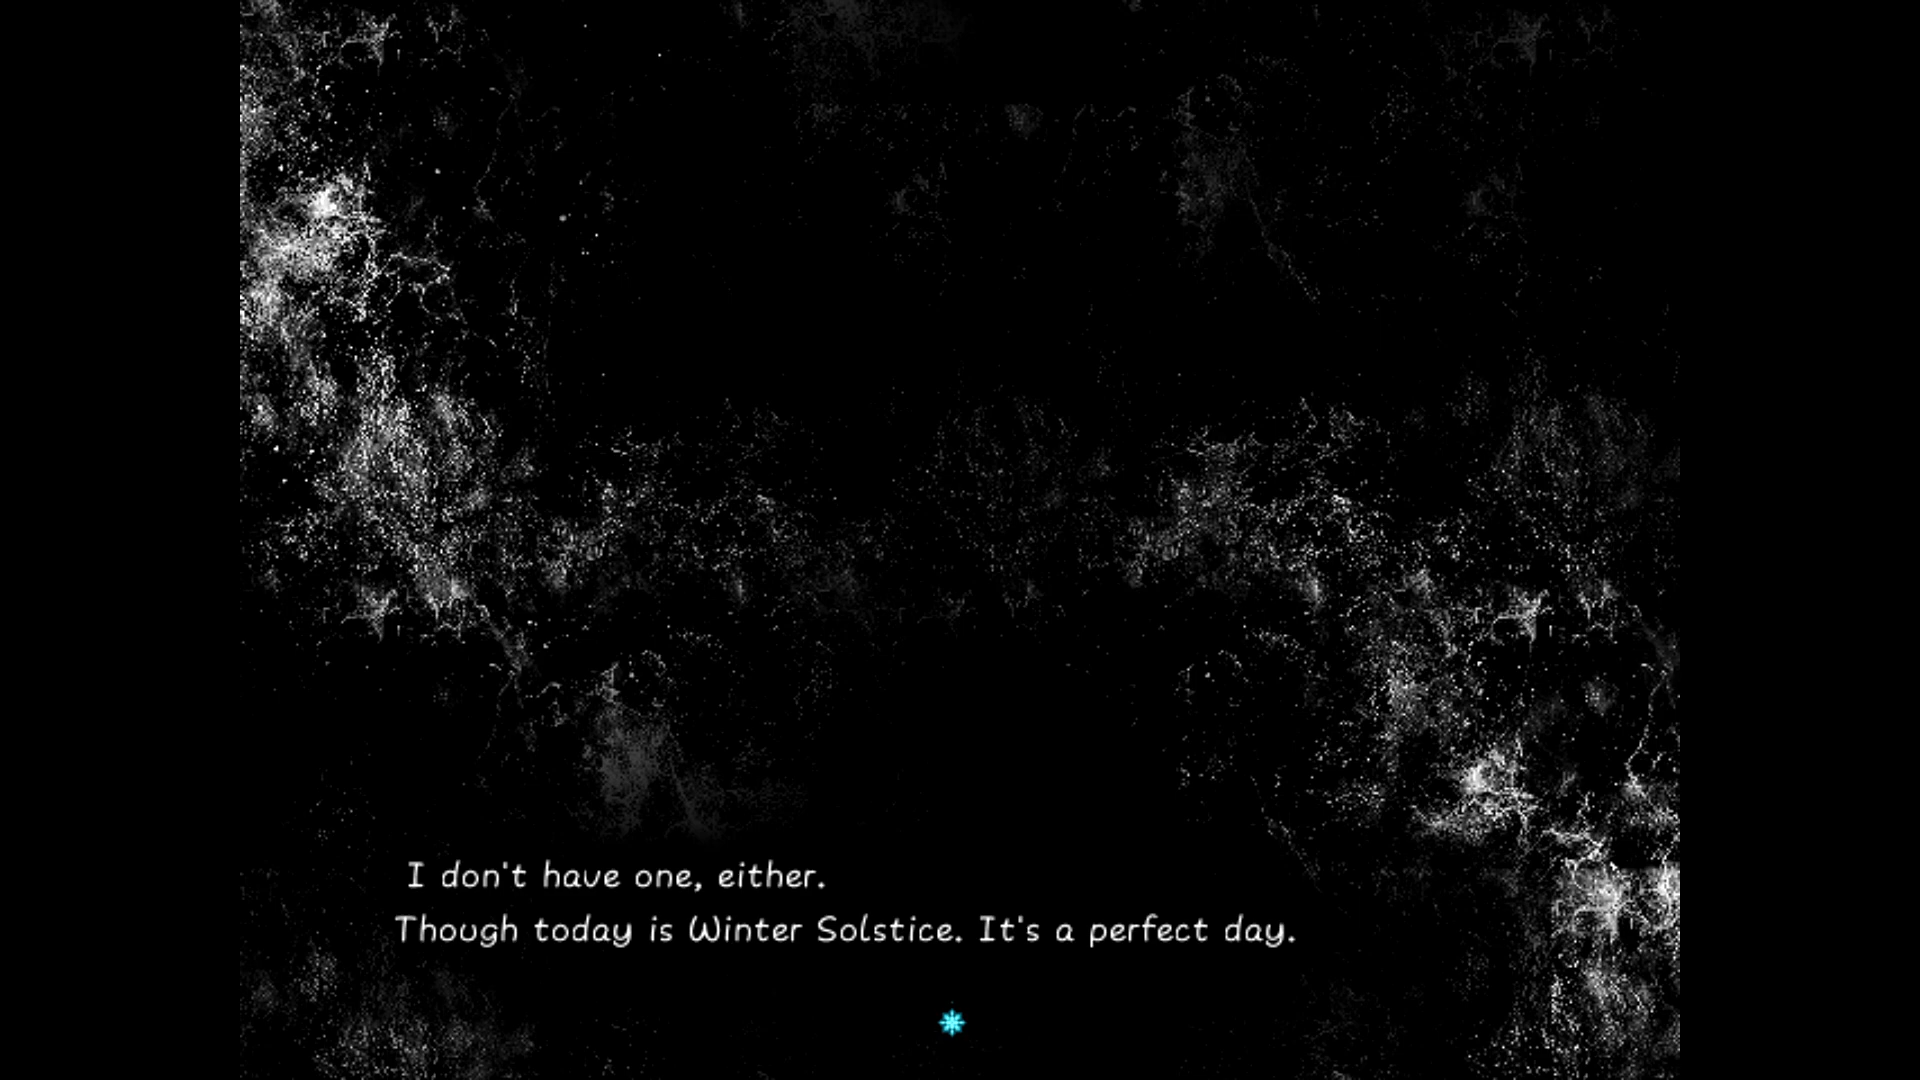 I don't have one, either.
Though today is Winter Solstice. It's a perfect day.